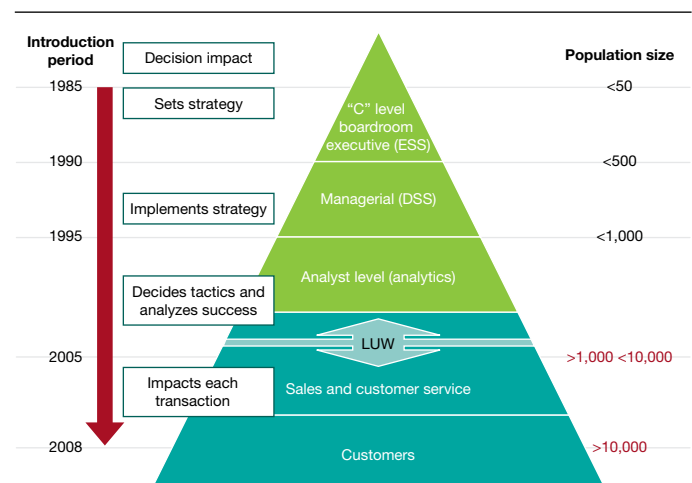 Introduction
period
Decision impact
Population size
1985
<50
Sets strategy
"C" level
boardroom
executive (ESS)
1990
<500
Implements strategy
Managerial (DSS)
1995
<1,000
Analyst level (analytics)
Decides tactics and
analyzes success
LUW
2005
>1,000 <10,000
Impacts each
transaction
Sales and customer service
2008
>10,000
Customers